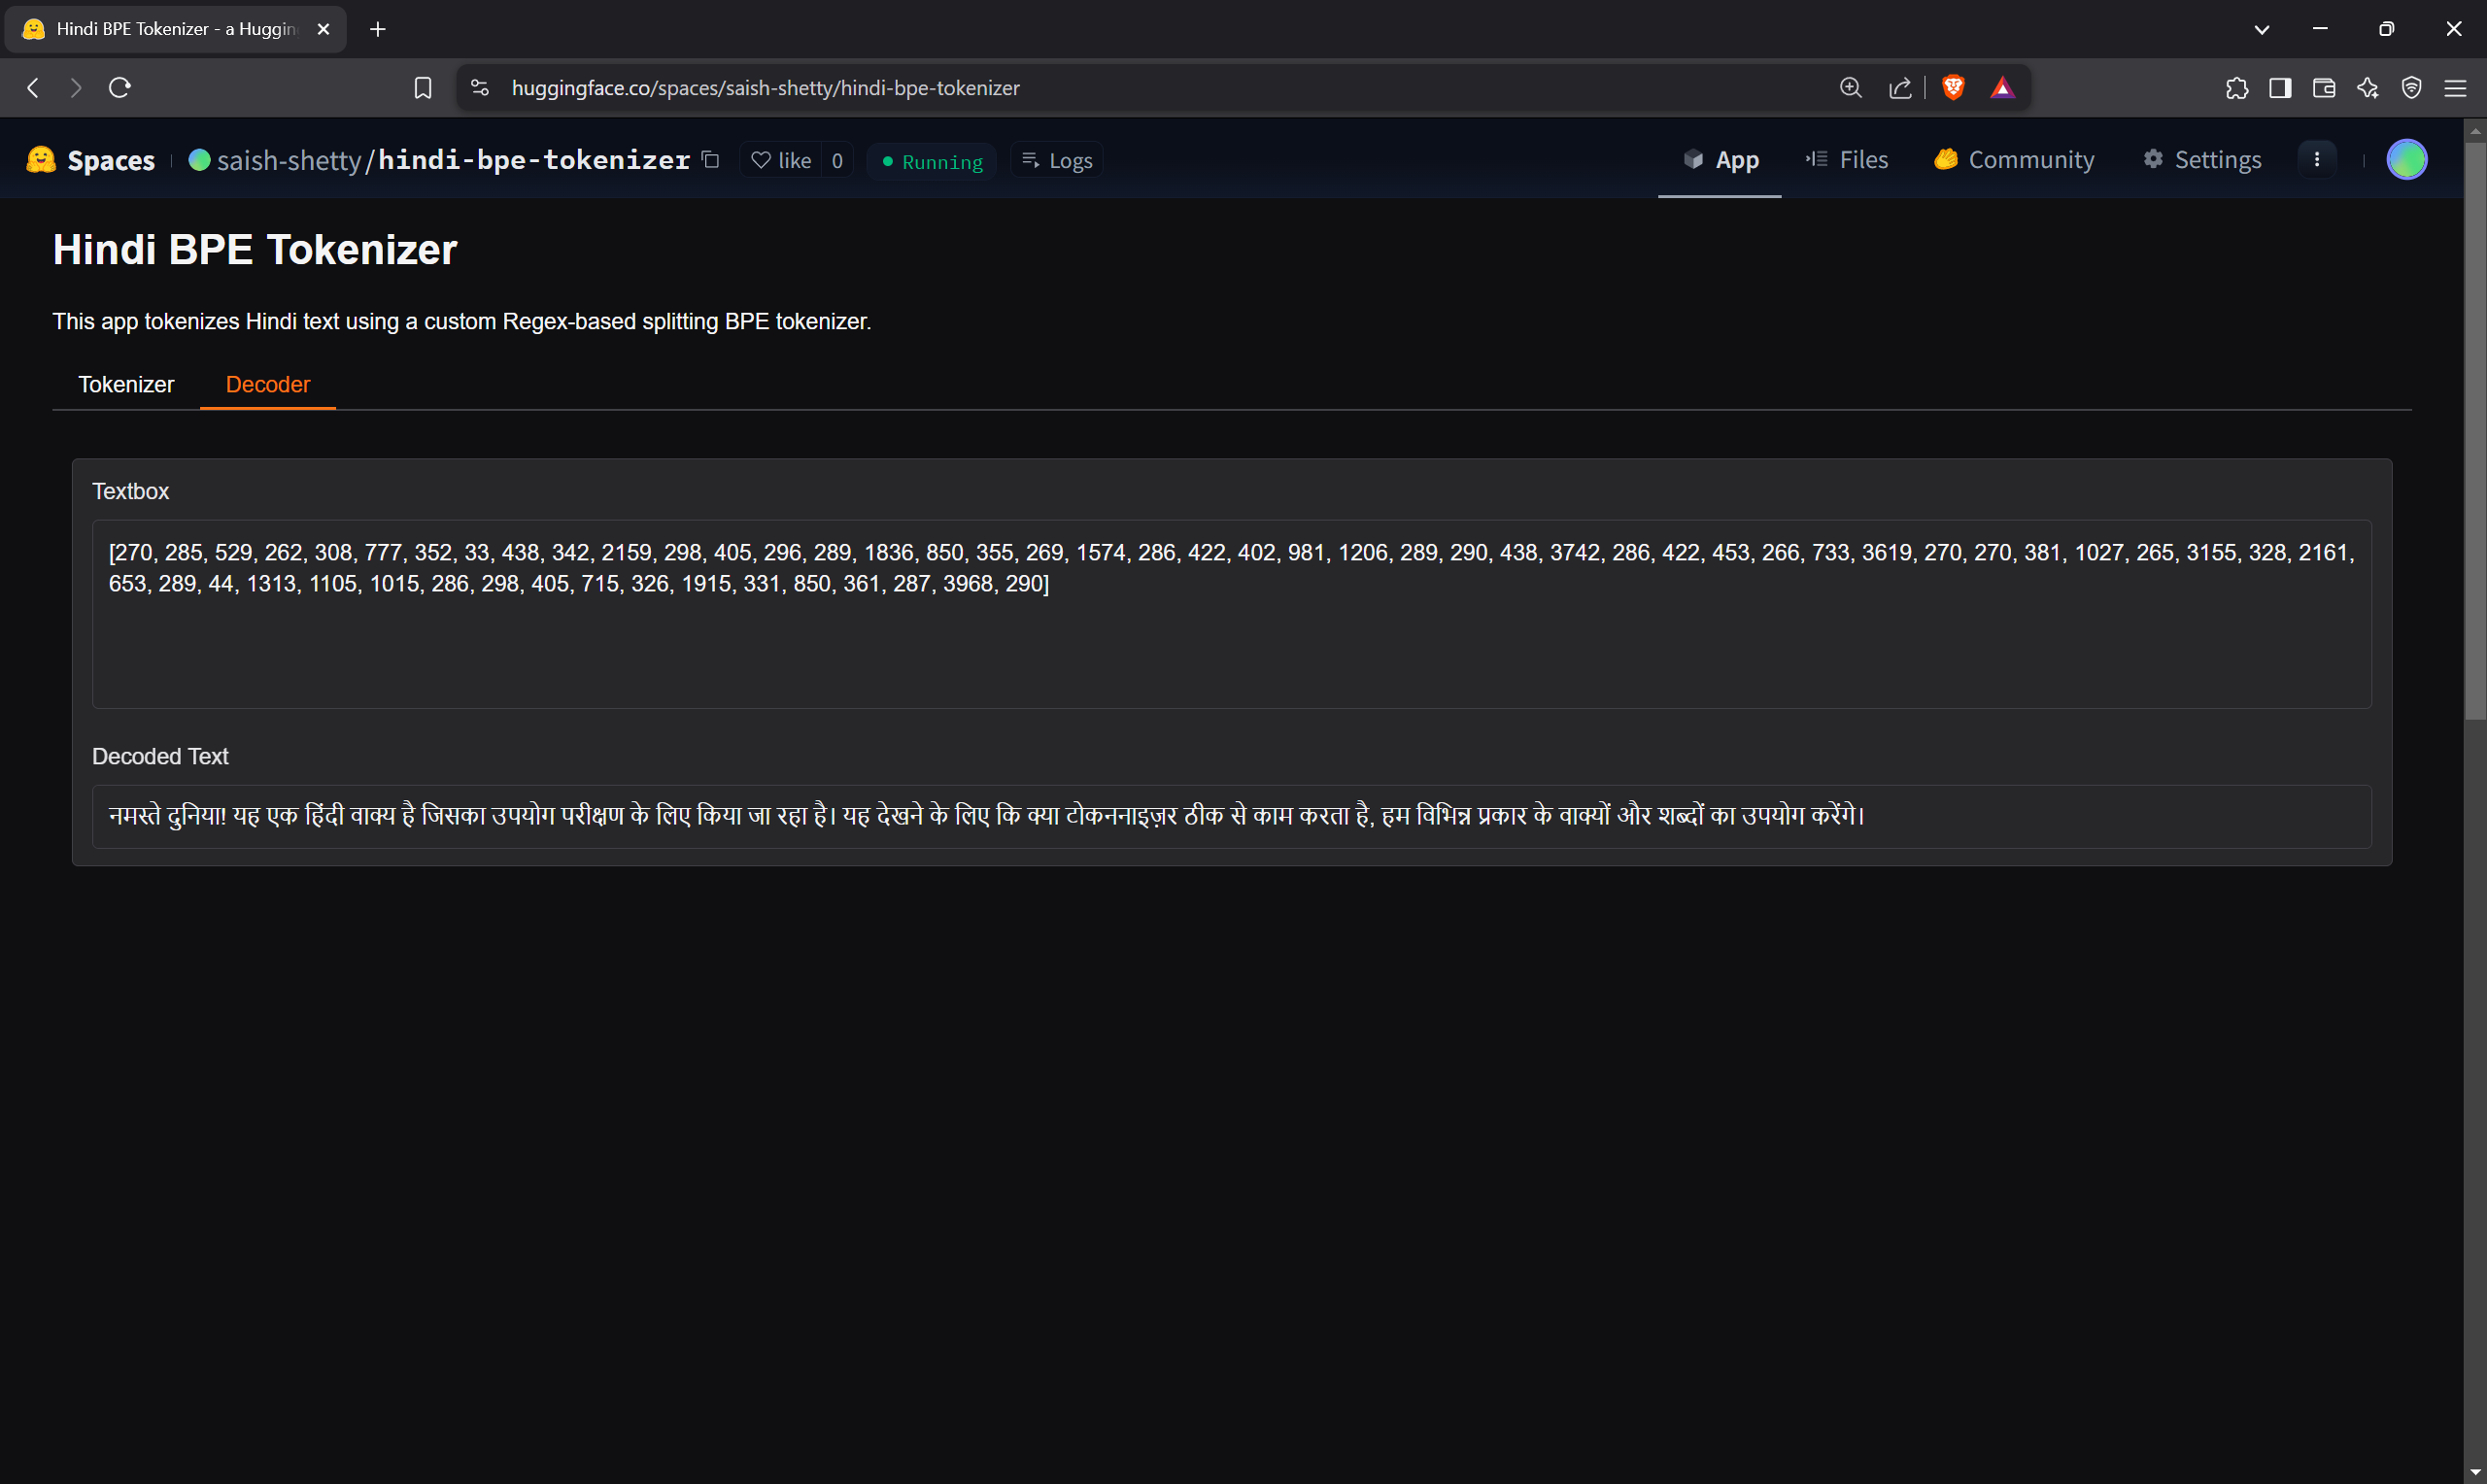 Hindi BPE Tokenizer - a Huggin
huggingface.co/spaces/saish-shetty/hindi-bpe-tokenizer
Spaces saish-shetty/hindi-bpe-tokenizer like 0 Running Logs App Files Community Settings
Hindi BPE Tokenizer
This app tokenizes Hindi text using a custom Regex-based splitting BPE tokenizer.
Tokenizer Decoder
Textbox
[270, 285, 529, 262, 308, 777, 352, 33, 438, 342, 2159, 298, 405, 296, 289, 1836, 850, 355, 269, 1574, 286, 422, 402, 981, 1206, 289, 290, 438, 3742, 286, 422, 453, 266, 733, 3619, 270, 270, 381, 1027, 265, 3155, 328, 2161,
653, 289, 44, 1313, 1105, 1015, 286, 298, 405, 715, 326, 1915, 331, 850, 361, 287, 3968, 290]
Decoded Text
नमस्ते दुनिया! यह एक हिंदी वाक्य है जिसका उपयोग परीक्षण के लिए किया जा रहा है। यह देखने के लिए कि क्या टोकननाइज़र ठीक से काम करता है, हम विभिन्न प्रकार के वाक्यों और शब्दों का उपयोग करेंगे।